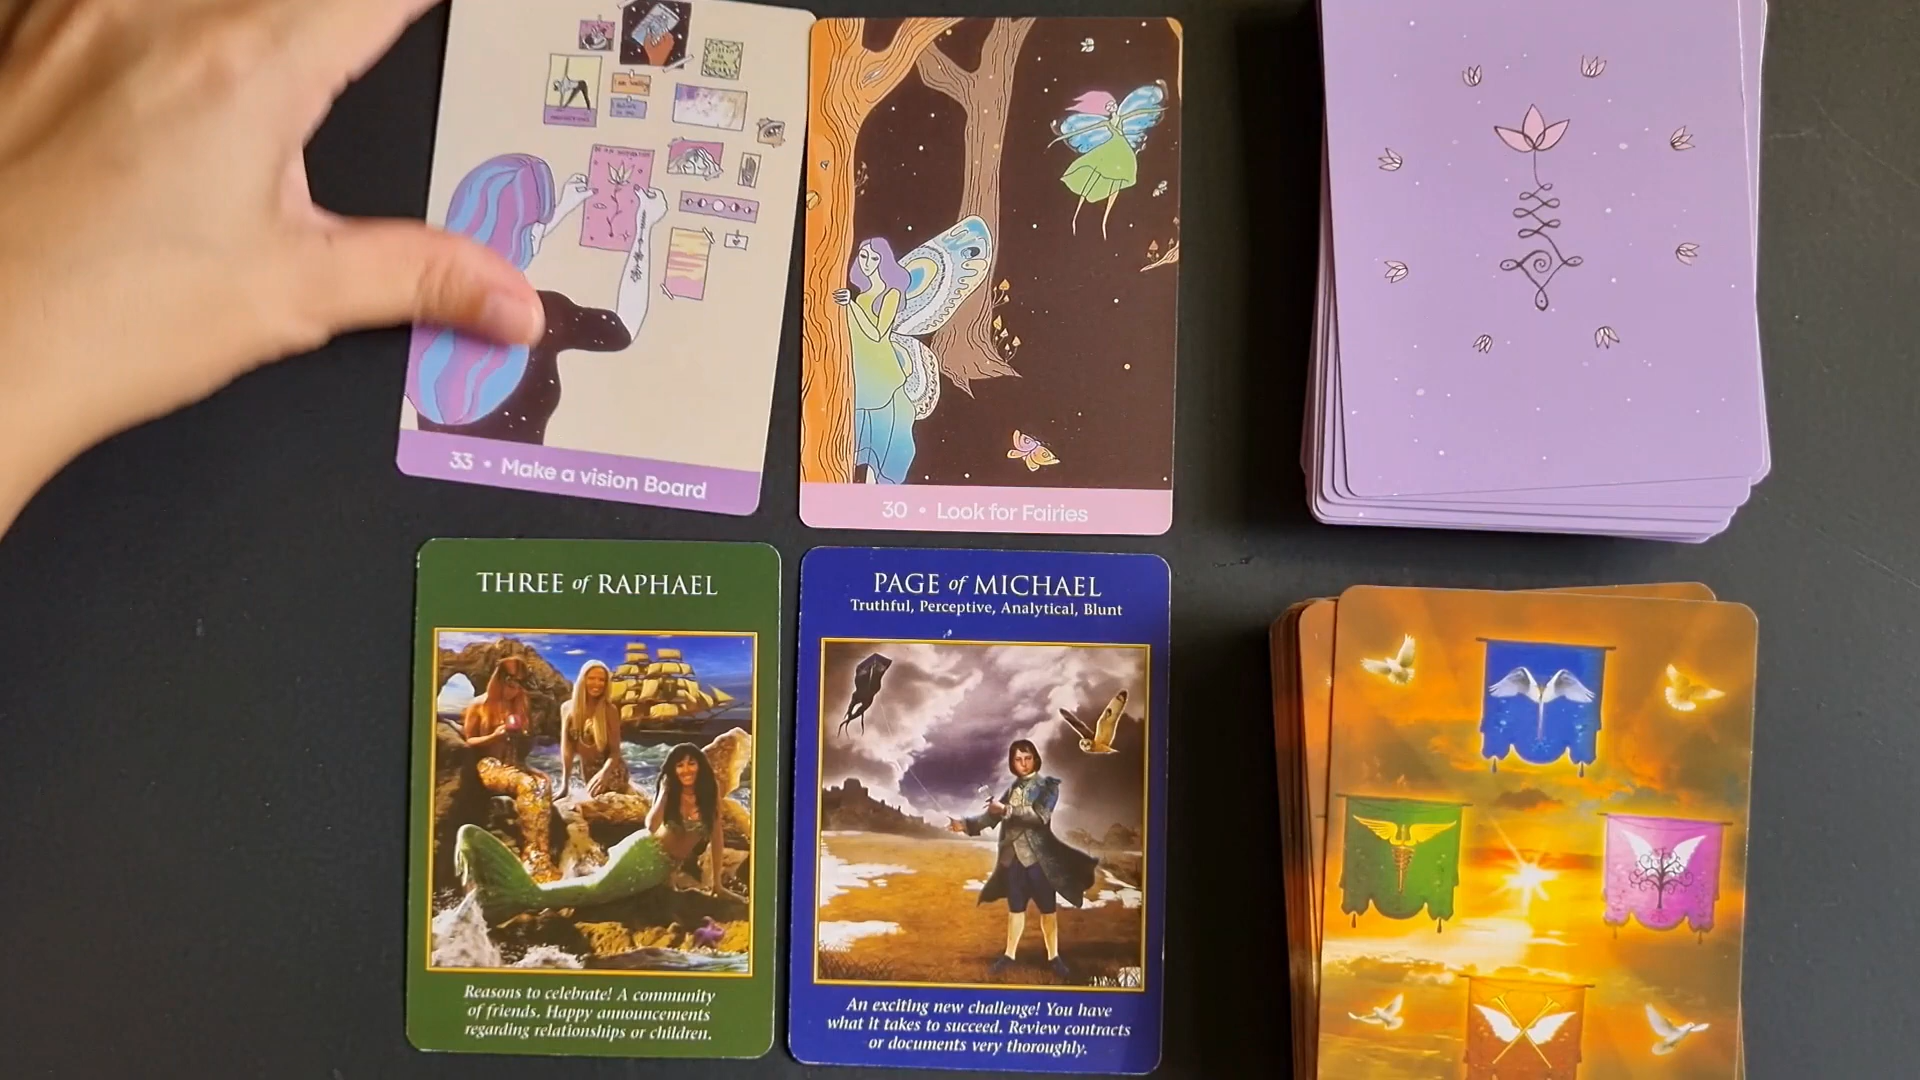 33 • Make a vision Board
30 • Look for Fairies
THREE of RAPHAEL
Reasons to celebrate! A community
of friends. Happy announcements
regarding relationships or children.
PAGE of MICHAEL
Truthful, Perceptive, Analytical, Blunt
An exciting new challenge! You have
what it takes to succeed. Review contracts
or documents very thoroughly.